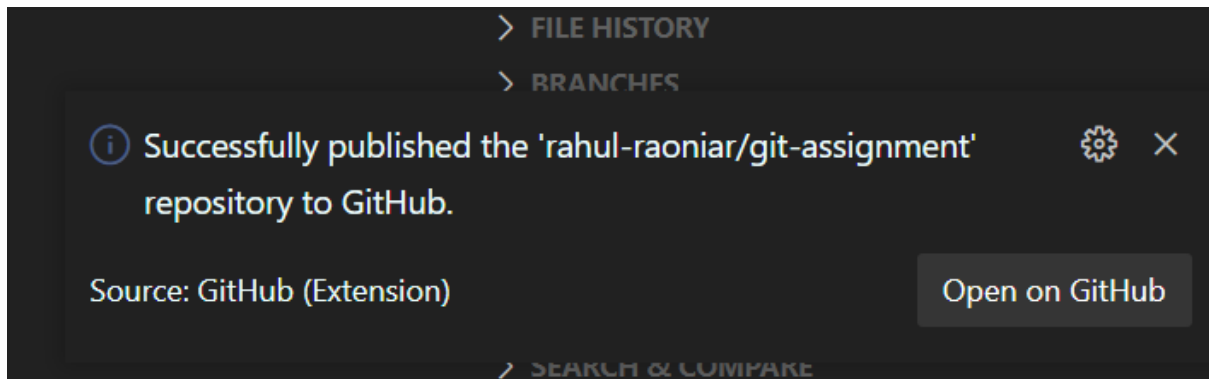 FILE HISTORY
BRANCHES
Successfully published the 'rahul-raoniar/git-assignment'
repository to GitHub.
Source: GitHub (Extension)
Open on GitHub
SEARCH & COMPARE